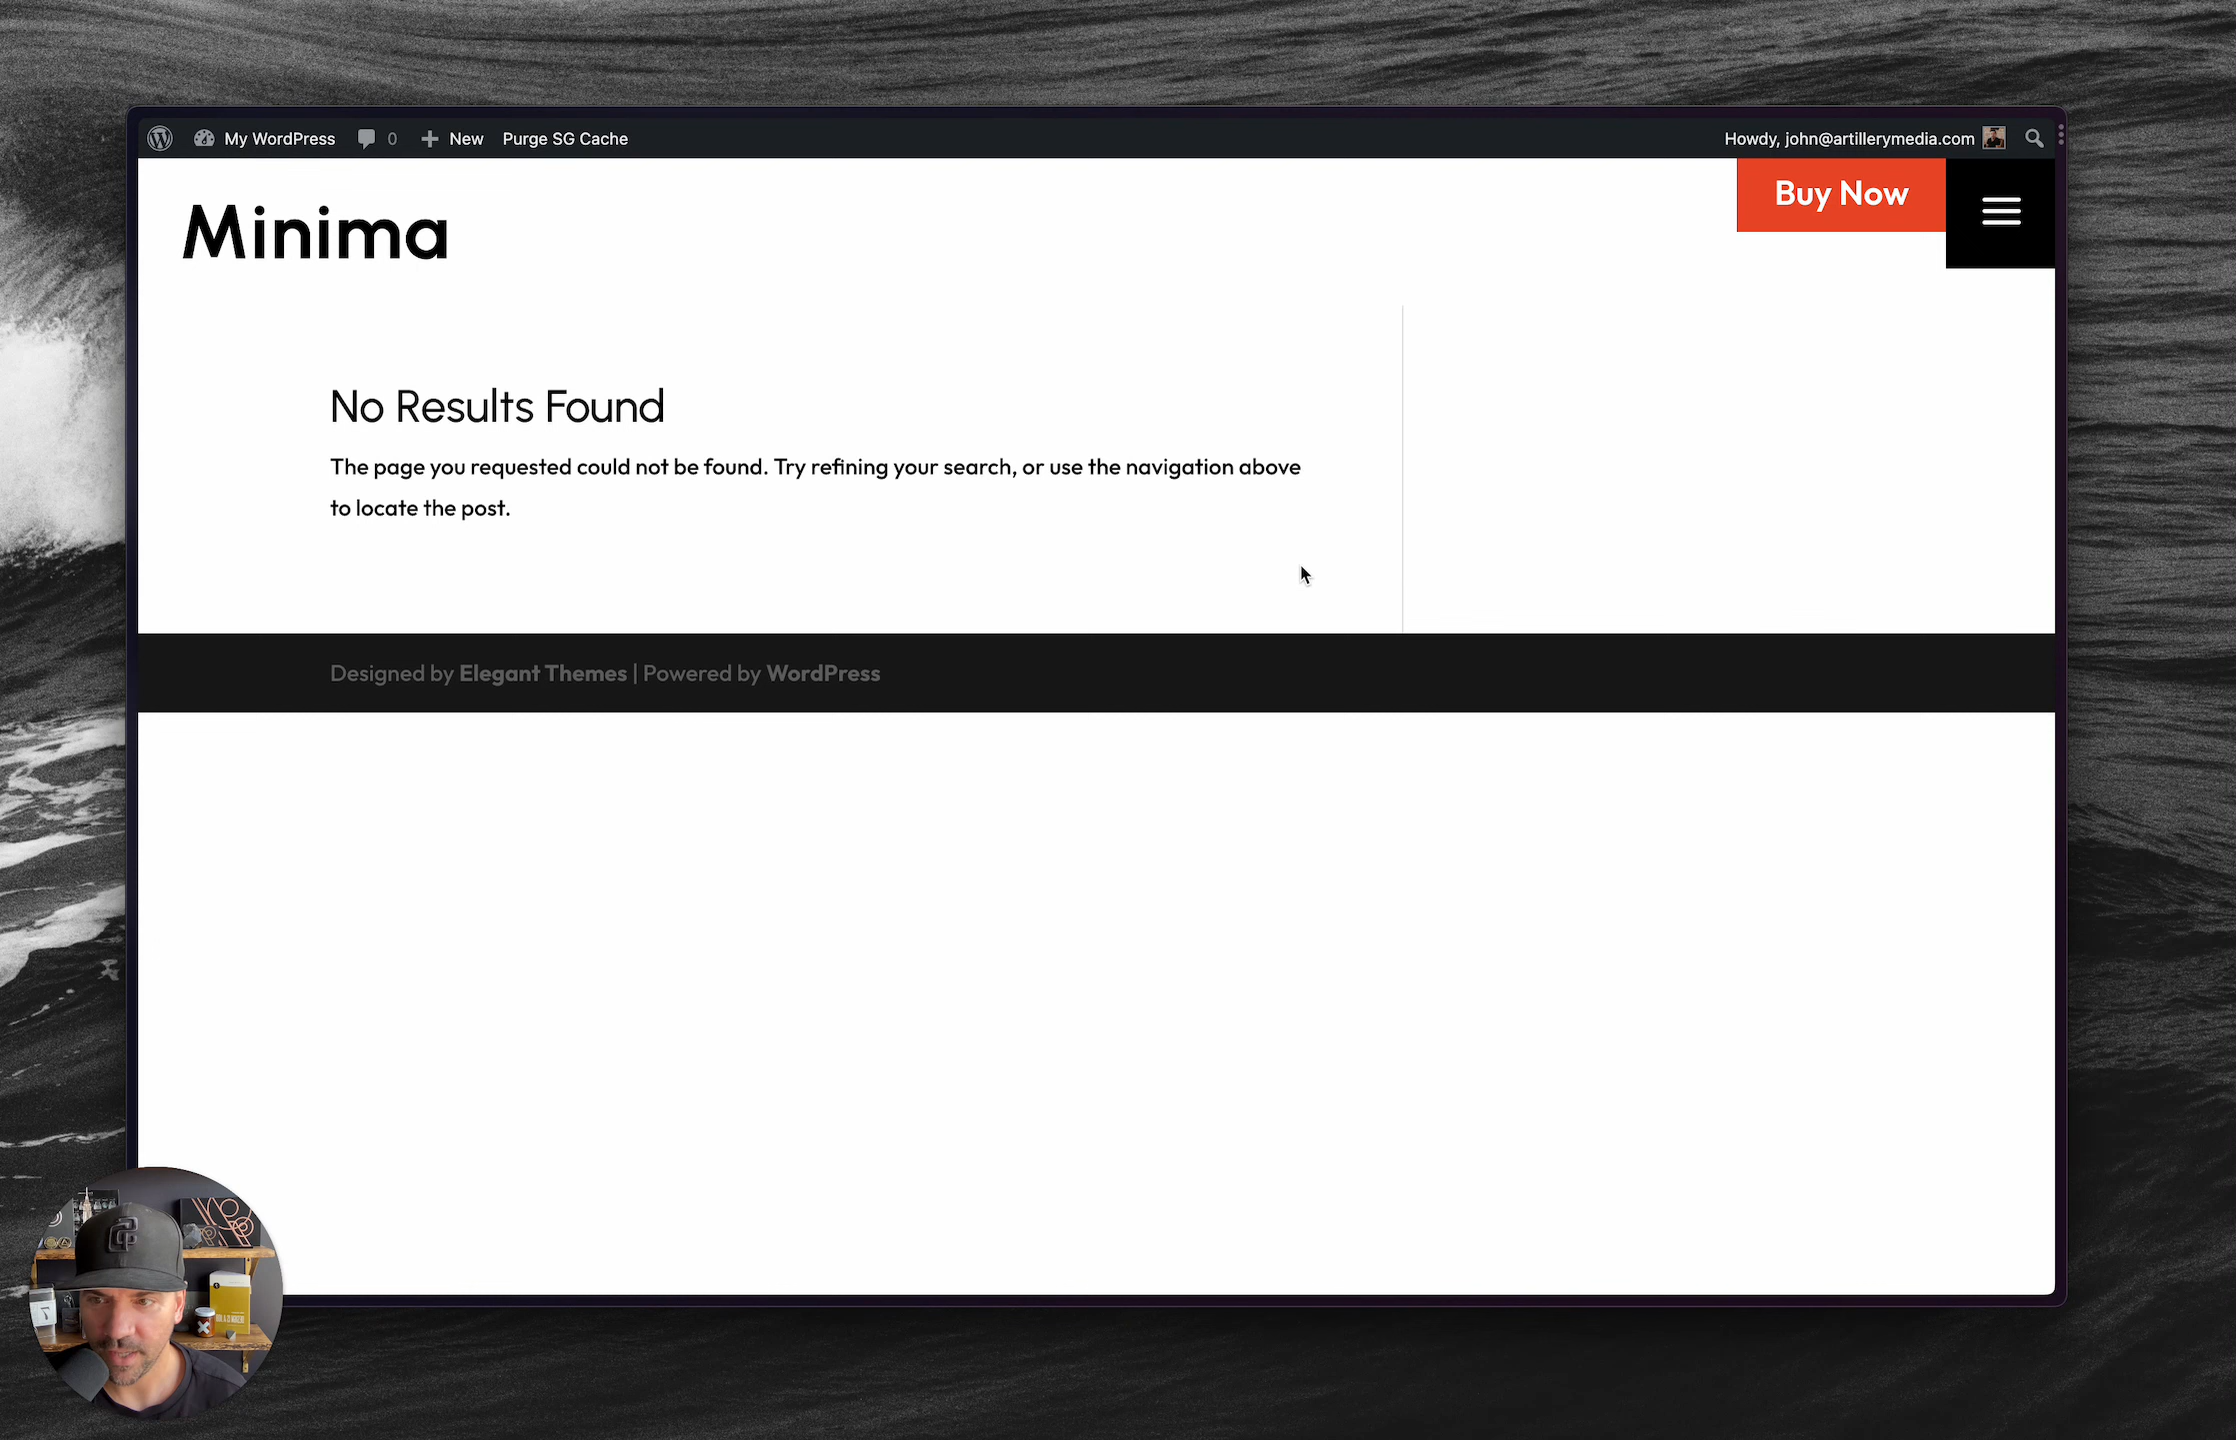 My WordPress 0 New Purge SG Cache Howdy, john@artillerymedia.com
Minima
Buy Now
No Results Found
The page you requested could not be found. Try refining your search, or use the navigation above
to locate the post.
Designed by Elegant Themes | Powered by WordPress